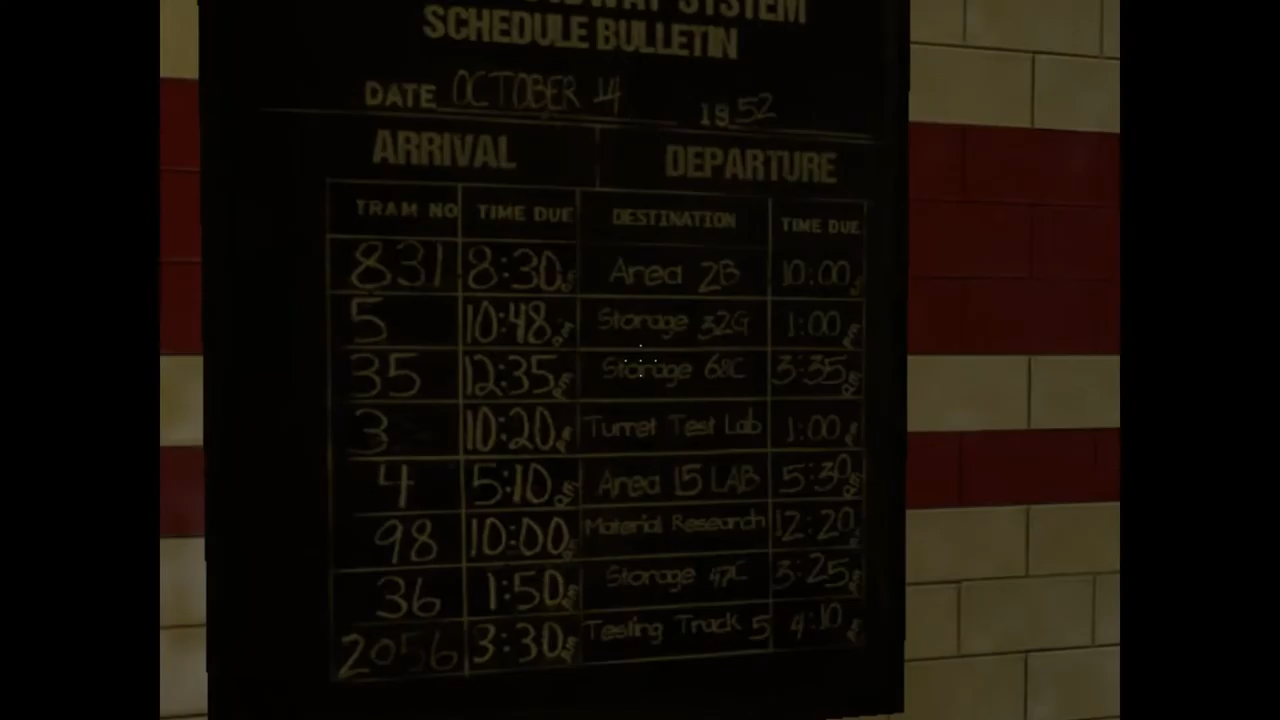 SYSTEM
SCHEDULE BULLETIN
DATE OCTOBER 14 1952
ARRIVAL DEPARTURE
TRAM NO TIME DUE DESTINATION TIME DUE
831 8:30 Area 2B 10:00
5 10:48 Storage 32G 1:00
35 12:35 Storage 68C 3:35
3 10:20 Turret Test Lab 1:00
4 5:10 Area 15 LAB 5:30
98 10:00 Material Research 12:20
36 1:50 Storage 47C 3:25
2056 3:30 Testing Track 5 4:10